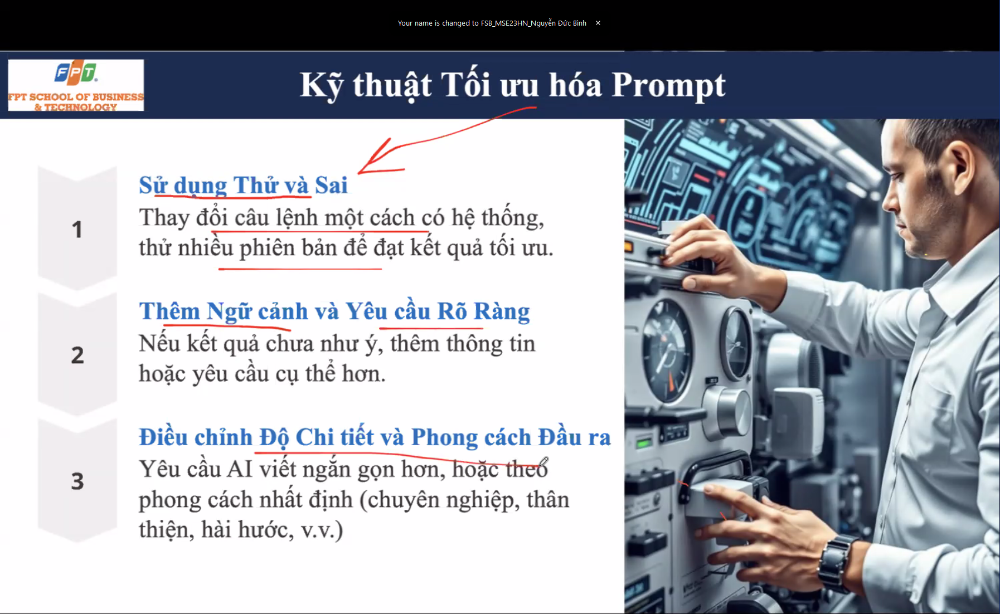 Your name is changed to FSB_MSE23HN_Nguyễn Đức Bình ×
FPT
FPT SCHOOL OF BUSINESS
& TECHNOLOGY
Kỹ thuật Tối ưu hóa Prompt
1
Sử dụng Thử và Sai
Thay đổi câu lệnh một cách có hệ thống,
thử nhiều phiên bản để đạt kết quả tối ưu.
2
Thêm Ngữ cảnh và Yêu cầu Rõ Ràng
Nếu kết quả chưa như ý, thêm thông tin
hoặc yêu cầu cụ thể hơn.
3
Điều chỉnh Độ Chi tiết và Phong cách Đầu ra
Yêu cầu AI viết ngắn gọn hơn, hoặc theo
phong cách nhất định (chuyên nghiệp, thân
thiện, hài hước, v.v.)